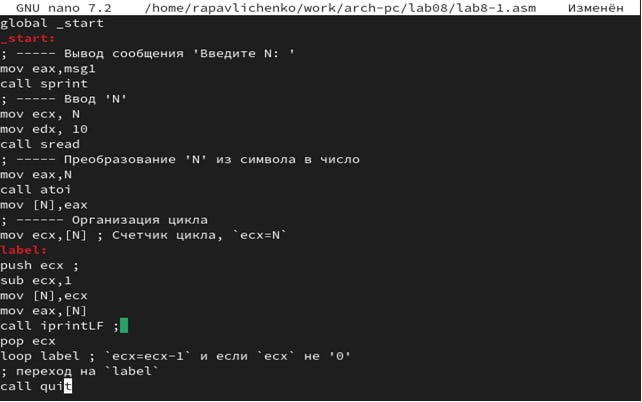 GNU nano 7.2 /home/rapavlichenko/work/arch-pc/lab08/lab8-1.asm Изменён
global _start
_start:
; ----- Вывод сообщения 'Введите N: '
mov eax,msg1
call sprint
; ----- Ввод 'N'
mov ecx, N
mov edx, 10
call sread
; ----- Преобразование 'N' из символа в число
mov eax,N
call atoi
mov [N],eax
; ------ Организация цикла
mov ecx,[N] ; Счетчик цикла, `ecx=N`
label:
push ecx ;
sub ecx,1
mov [N],ecx
mov eax,[N]
call iprintLF ;
pop ecx
loop label ; `ecx=ecx-1` и если `ecx` не '0'
; переход на `label`
call quit